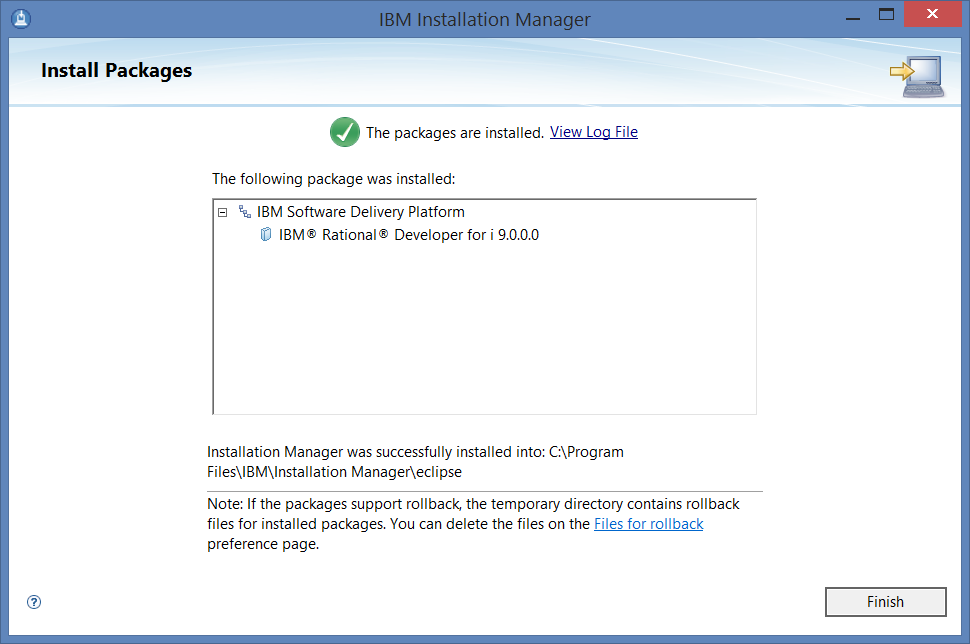 IBM Installation Manager
Install Packages
The packages are installed. View Log File
The following package was installed:
IBM Software Delivery Platform
IBM® Rational® Developer for i 9.0.0.0
Installation Manager was successfully installed into: C:\Program
Files\IBM\Installation Manager\eclipse
Note: If the packages support rollback, the temporary directory contains rollback
files for installed packages. You can delete the files on the Files for rollback
preference page.
?
Finish